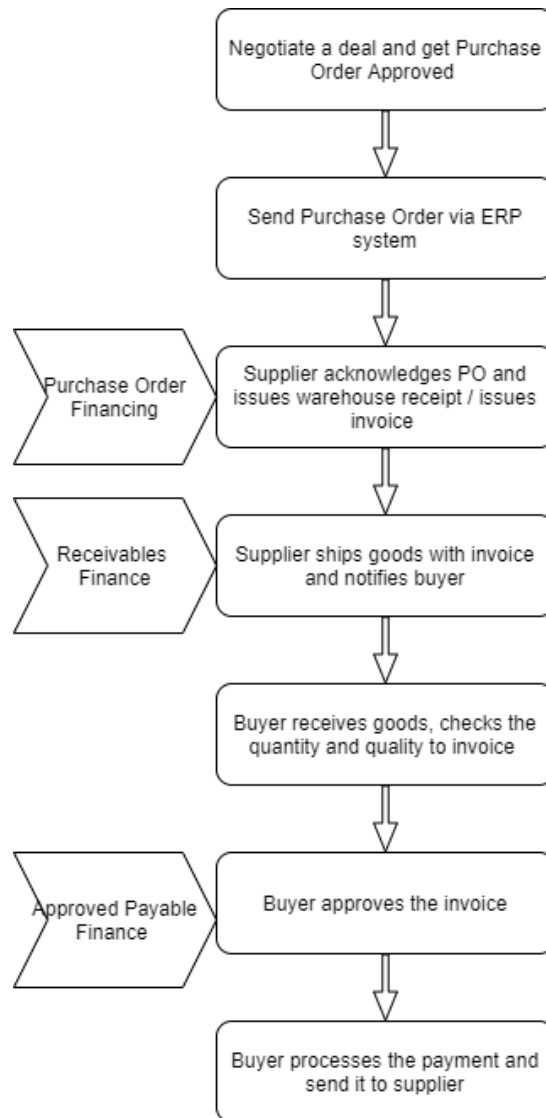 Negotiate a deal and get Purchase
Order Approved
Send Purchase Order via ERP
system
Purchase Order
Financing
Supplier acknowledges PO and
issues warehouse receipt / issues
invoice
Receivables
Finance
Supplier ships goods with invoice
and notifies buyer
Buyer receives goods, checks the
quantity and quality to invoice
Approved Payable
Finance
Buyer approves the invoice
Buyer processes the payment and
send it to supplier